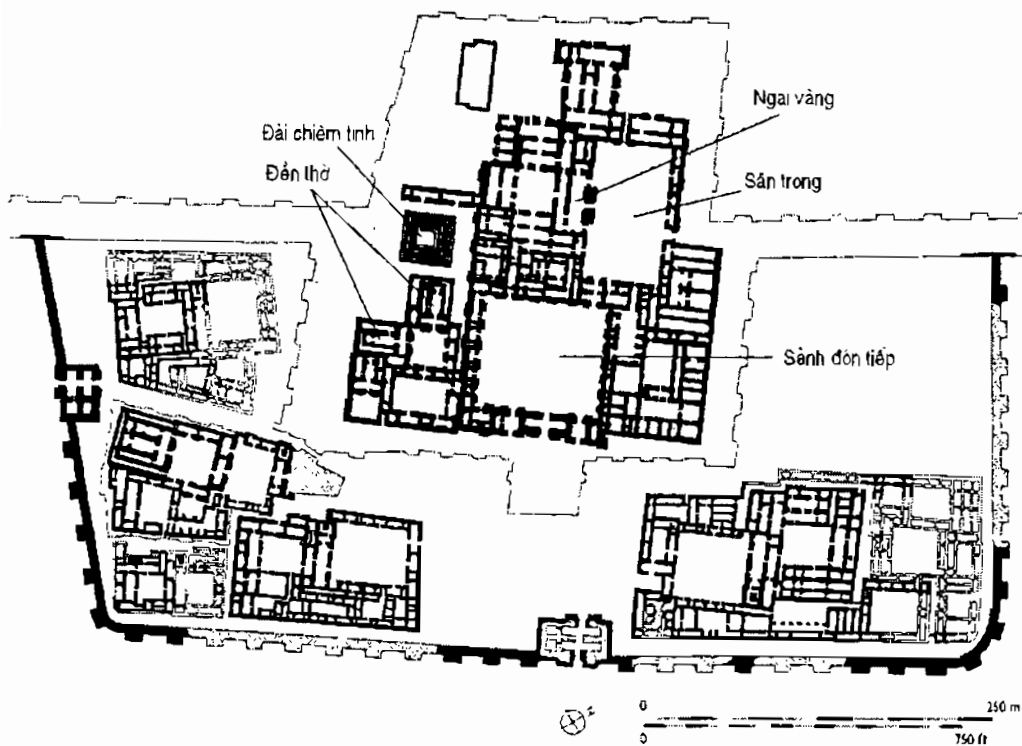 Ngai vàng
Đài chiêm tinh
Đền thờ
Sân trong
Sảnh đón tiếp
z
0 250 m
0 750 ft